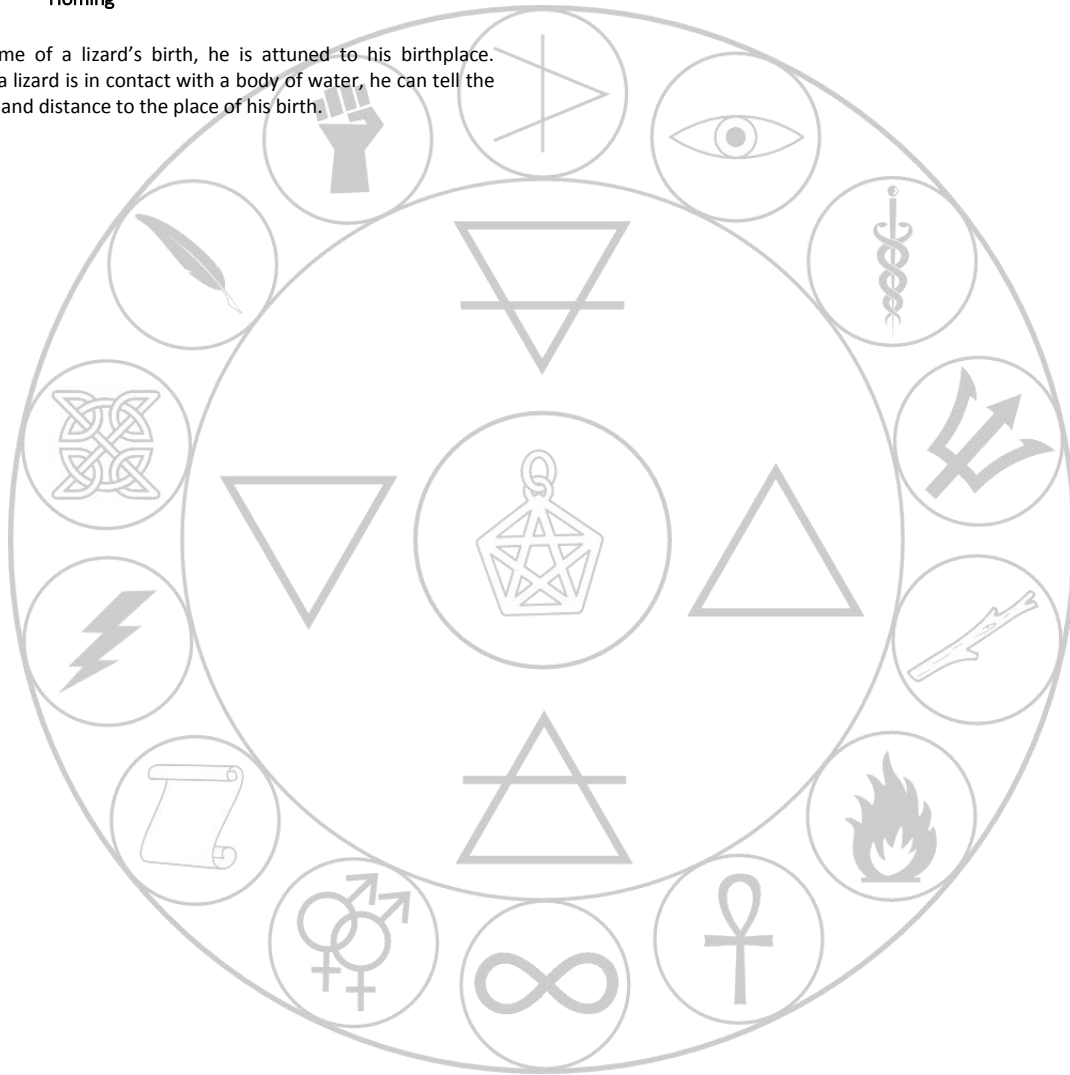 Homing
me of a lizard’s birth, he is attuned to his birthplace.
a lizard is in contact with a body of water, he can tell the
and distance to the place of his birth.